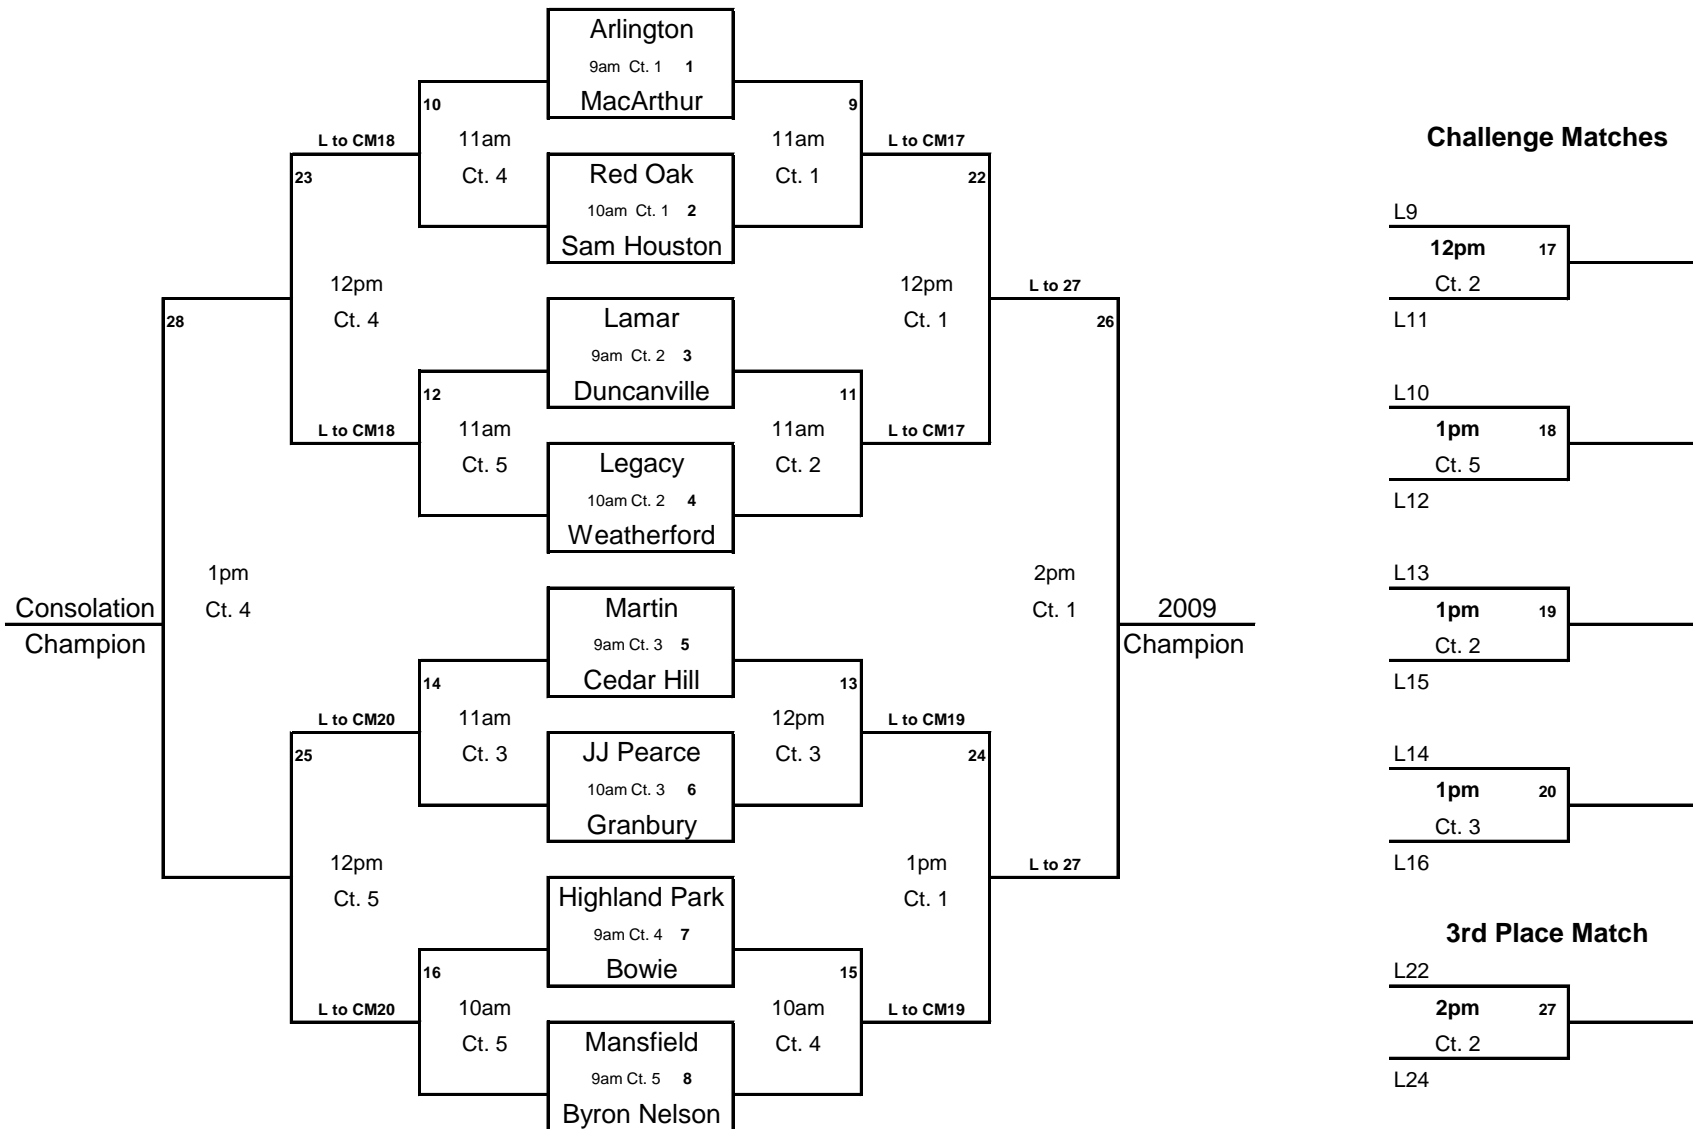 Arlington
9am Ct. 1 1
MacArthur
10
9
L to CM18
11am
11am
L to CM17
Challenge Matches
23
Ct. 4
Red Oak
Ct. 1
22
10am Ct. 1 2
L9
Sam Houston
12pm 17
12pm
12pm
L to 27
Ct. 2
28
Ct. 4
Lamar
Ct. 1
26
L11
9am Ct. 2 3
12
Duncanville
11
L10
L to CM18
11am
11am
L to CM17
1pm 18
Ct. 5
Legacy
Ct. 2
Ct. 5
10am Ct. 2 4
L12
Weatherford
1pm
2pm
L13
Consolation
Ct. 4
Martin
Ct. 1
2009
1pm 19
Champion
9am Ct. 3 5
Champion
Ct. 2
14
Cedar Hill
13
L15
L to CM20
11am
12pm
L to CM19
25
Ct. 3
JJ Pearce
Ct. 3
24
L14
10am Ct. 3 6
1pm 20
Granbury
Ct. 3
12pm
1pm
L to 27
L16
Ct. 5
Highland Park
Ct. 1
9am Ct. 4 7
3rd Place Match
16
Bowie
15
L22
L to CM20
10am
10am
L to CM19
2pm 27
Ct. 5
Mansfield
Ct. 4
Ct. 2
9am Ct. 5 8
L24
Byron Nelson